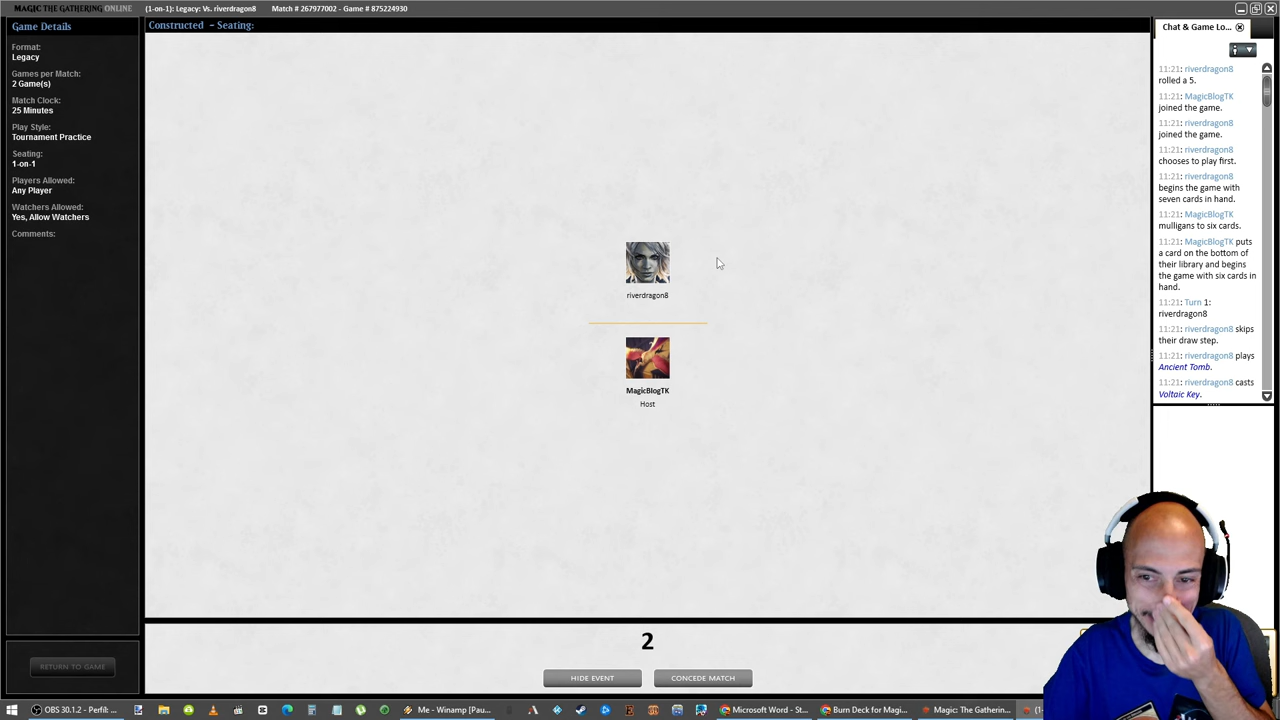 MAGIC THE GATHERING ONLINE (1-on-1): Legacy: Vs. riverdragon8 Match # 267977002 - Game # 875224930
Game Details
Format:
Legacy
Games per Match:
2 Game(s)
Match Clock:
25 Minutes
Play Style:
Tournament Practice
Seating:
1-on-1
Players Allowed:
Any Player
Watchers Allowed:
Yes, Allow Watchers
Comments:
RETURN TO GAME
Constructed - Seating:
riverdragon8
MagicBlogTK
Host
2
HIDE EVENT CONCEDE MATCH
Chat & Game Lo...
11:21: riverdragon8
rolled a 5.
11:21: MagicBlogTK
joined the game.
11:21: riverdragon8
joined the game.
11:21: riverdragon8
chooses to play first.
11:21: riverdragon8
begins the game with
seven cards in hand.
11:21: MagicBlogTK
mulligans to six cards.
11:21: MagicBlogTK puts
a card on the bottom of
their library and begins
the game with six cards in
hand.
11:21: Turn 1:
riverdragon8
11:21: riverdragon8 skips
their draw step.
11:21: riverdragon8 plays
Ancient Tomb.
11:21: riverdragon8 casts
Voltaic Key.
OBS 30.1.2 - Perfil: ... Me - Winamp [Pau... Microsoft Word - St... Burn Deck for Magi... Magic: The Gatherin... (1-